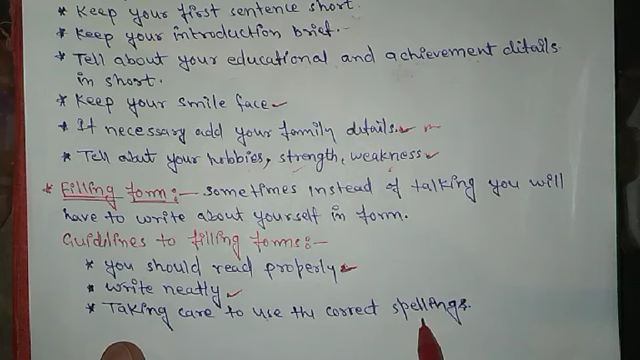 * Keep your first sentence short.
* Keep your introduction brief.
* Tell about your educational and achievement ditails
in short.
* Keep your smile face
* If necessary add your family ditails.
* Tell about your hobbies, strength, weakness
* Filling form:- sometimes instead of talking you will
have to write about yourself in form.
Guidelines to filling forms:-
* you should read properly
* write neatly
* Taking care to use the correct spellings.